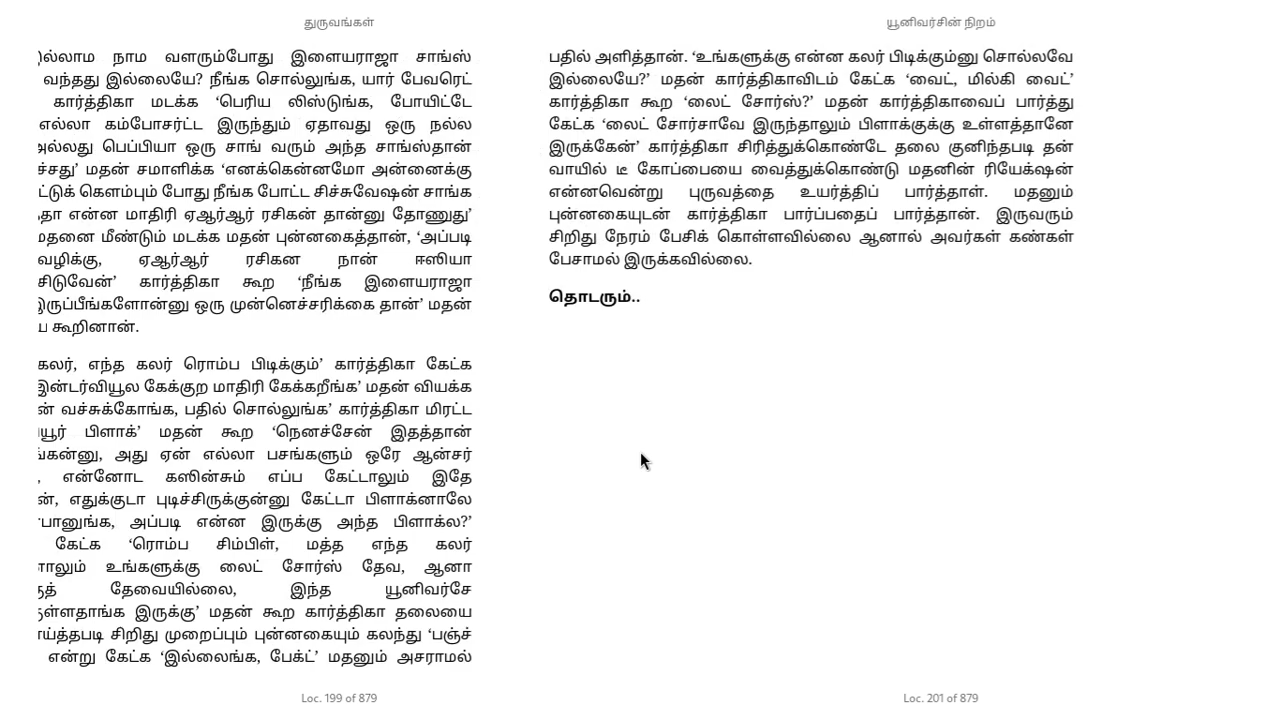 துருவங்கள்
நாம வளரும்போது இளையராஜா சாங்ஸ்
வந்தது இல்லையே? நீங்க சொல்லுங்க, யார் பேவரெட்
கார்த்திகா மடக்க ‘பெரிய லிஸ்டுங்க, போயிட்டே
எல்லா கம்போசர்ட்ட இருந்தும் ஏதாவது ஒரு நல்ல
பெப்பியா ஒரு சாங் வரும் அந்த சாங்ஸ்தான்
மதன் சமாளிக்க ‘எனக்கென்னமோ அன்னைக்கு
கெளம்பும் போது நீங்க போட்ட சிச்சுவேஷன் சாங்க
என்ன மாதிரி ஏஆர்ஆர் ரசிகன் தான்னு தோணுது’
மதனை மீண்டும் மடக்க மதன் புன்னகைத்தான், ‘அப்படி
வழிக்கு, ஏஆர்ஆர் ரசிகன நான் ஈஸியா
கார்த்திகா கூற ‘நீங்க இளையராஜா
இருப்பீங்களோன்னு ஒரு முன்னெச்சரிக்கை தான்’ மதன்
கூறினான்.
கலர், எந்த கலர் ரொம்ப பிடிக்கும்’ கார்த்திகா கேட்க
இன்டர்வியூல கேக்குற மாதிரி கேக்கறீங்க’ மதன் வியக்க
வச்சுக்கோங்க, பதில் சொல்லுங்க’ கார்த்திகா மிரட்ட
பிளாக்’ மதன் கூற ‘நெனச்சேன் இதத்தான்
அது ஏன் எல்லா பசங்களும் ஒரே ஆன்சர்
, என்னோட கஸின்சும் எப்ப கேட்டாலும் இதே
எதுக்குடா புடிச்சிருக்குன்னு கேட்டா பிளாக்னாலே
அப்படி என்ன இருக்கு அந்த பிளாக்ல?’
கேட்க ‘ரொம்ப சிம்பிள், மத்த எந்த கலர்
உங்களுக்கு லைட் சோர்ஸ் தேவ, ஆனா
தேவையில்லை, இந்த யூனிவர்சே
இருக்கு’ மதன் கூற கார்த்திகா தலையை
சிறிது முறைப்பும் புன்னகையும் கலந்து ‘பஞ்ச்
என்று கேட்க ‘இல்லைங்க, பேக்ட்’ மதனும் அசராமல்
Loc. 199 of 879
யூனிவர்சின் நிறம்
பதில் அளித்தான். ‘உங்களுக்கு என்ன கலர் பிடிக்கும்னு சொல்லவே
இல்லையே?’ மதன் கார்த்திகாவிடம் கேட்க ‘வைட், மில்கி வைட்’
கார்த்திகா கூற ‘லைட் சோர்ஸ்?’ மதன் கார்த்திகாவைப் பார்த்து
கேட்க ‘லைட் சோர்சாவே இருந்தாலும் பிளாக்குக்கு உள்ளத்தானே
இருக்கேன்’ கார்த்திகா சிரித்துக்கொண்டே தலை குனிந்தபடி தன்
வாயில் டீ கோப்பையை வைத்துக்கொண்டு மதனின் ரியேக்ஷன்
என்னவென்று புருவத்தை உயர்த்திப் பார்த்தாள். மதனும்
புன்னகையுடன் கார்த்திகா பார்ப்பதைப் பார்த்தான். இருவரும்
சிறிது நேரம் பேசிக் கொள்ளவில்லை ஆனால் அவர்கள் கண்கள்
பேசாமல் இருக்கவில்லை.
தொடரும்..
Loc. 201 of 879